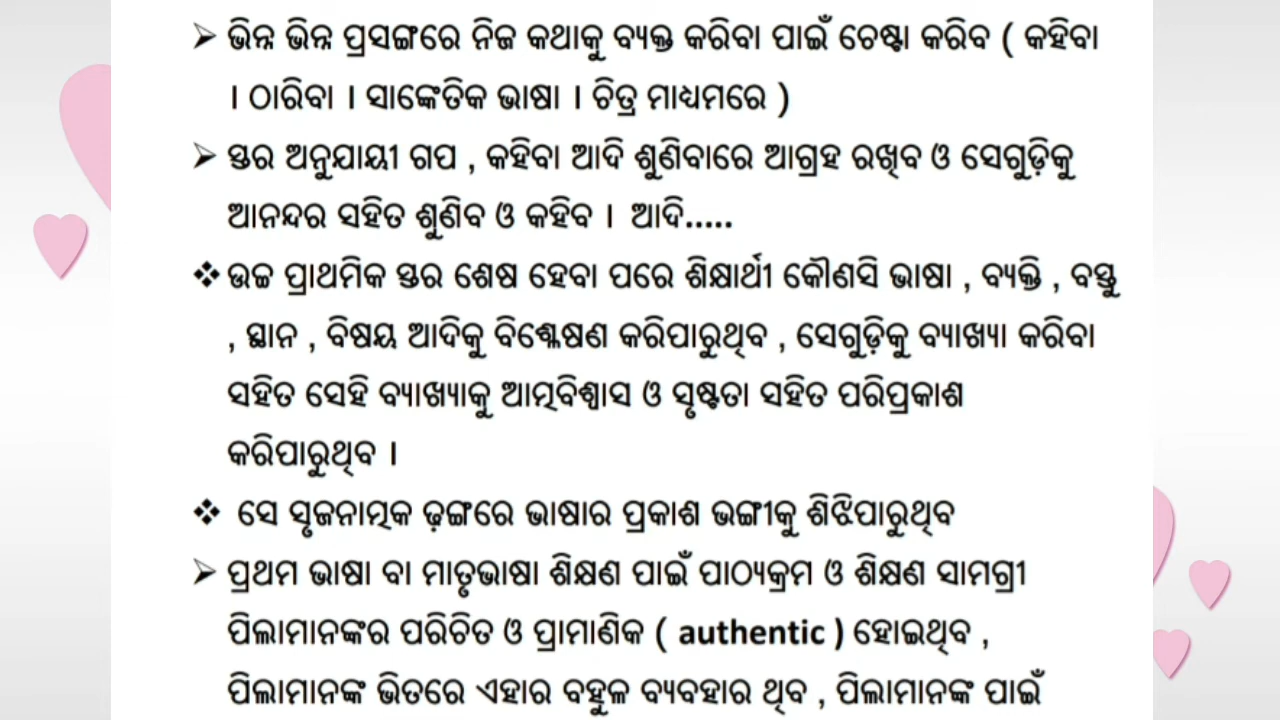 ➢ ଭିନ୍ନ ଭିନ୍ନ ପ୍ରସଙ୍ଗରେ ନିଜ କଥାକୁ ବ୍ୟକ୍ତ କରିବା ପାଇଁ ଚେଷ୍ଟା କରିବ ( କହିବା
। ଠାରିବା । ସାଙ୍କେତିକ ଭାଷା । ଚିତ୍ର ମାଧ୍ୟମରେ )
➢ ସ୍ତର ଅନୁଯାୟୀ ଗପ , କହିବା ଆଦି ଶୁଣିବାରେ ଆଗ୍ରହ ରଖିବ ଓ ସେଗୁଡ଼ିକୁ
ଆନନ୍ଦର ସହିତ ଶୁଣିବ ଓ କହିବ । ଆଦି.....
❖ ଉଚ୍ଚ ପ୍ରାଥମିକ ସ୍ତର ଶେଷ ହେବା ପରେ ଶିକ୍ଷାର୍ଥୀ କୌଣସି ଭାଷା , ବ୍ୟକ୍ତି , ବସ୍ତୁ
, ସ୍ଥାନ , ବିଷୟ ଆଦିକୁ ବିଶ୍ଳେଷଣ କରିପାରୁଥିବ , ସେଗୁଡ଼ିକୁ ବ୍ୟାଖ୍ୟା କରିବା
ସହିତ ସେହି ବ୍ୟାଖ୍ୟାକୁ ଆତ୍ମବିଶ୍ୱାସ ଓ ସୃଷ୍ଟତା ସହିତ ପରିପ୍ରକାଶ
କରିପାରୁଥିବ ।
❖ ସେ ସୃଜନାତ୍ମକ ଢ଼ଙ୍ଗରେ ଭାଷାର ପ୍ରକାଶ ଭଙ୍ଗୀକୁ ଶିଝିପାରୁଥିବ
➢ ପ୍ରଥମ ଭାଷା ବା ମାତୃଭାଷା ଶିକ୍ଷଣ ପାଇଁ ପାଠ୍ୟକ୍ରମ ଓ ଶିକ୍ଷଣ ସାମଗ୍ରୀ
ପିଲାମାନଙ୍କର ପରିଚିତ ଓ ପ୍ରାମାଣିକ ( authentic ) ହୋଇଥିବ ,
ପିଲାମାନଙ୍କ ଭିତରେ ଏହାର ବହୁଳ ବ୍ୟବହାର ଥିବ , ପିଲାମାନଙ୍କ ପାଇଁ